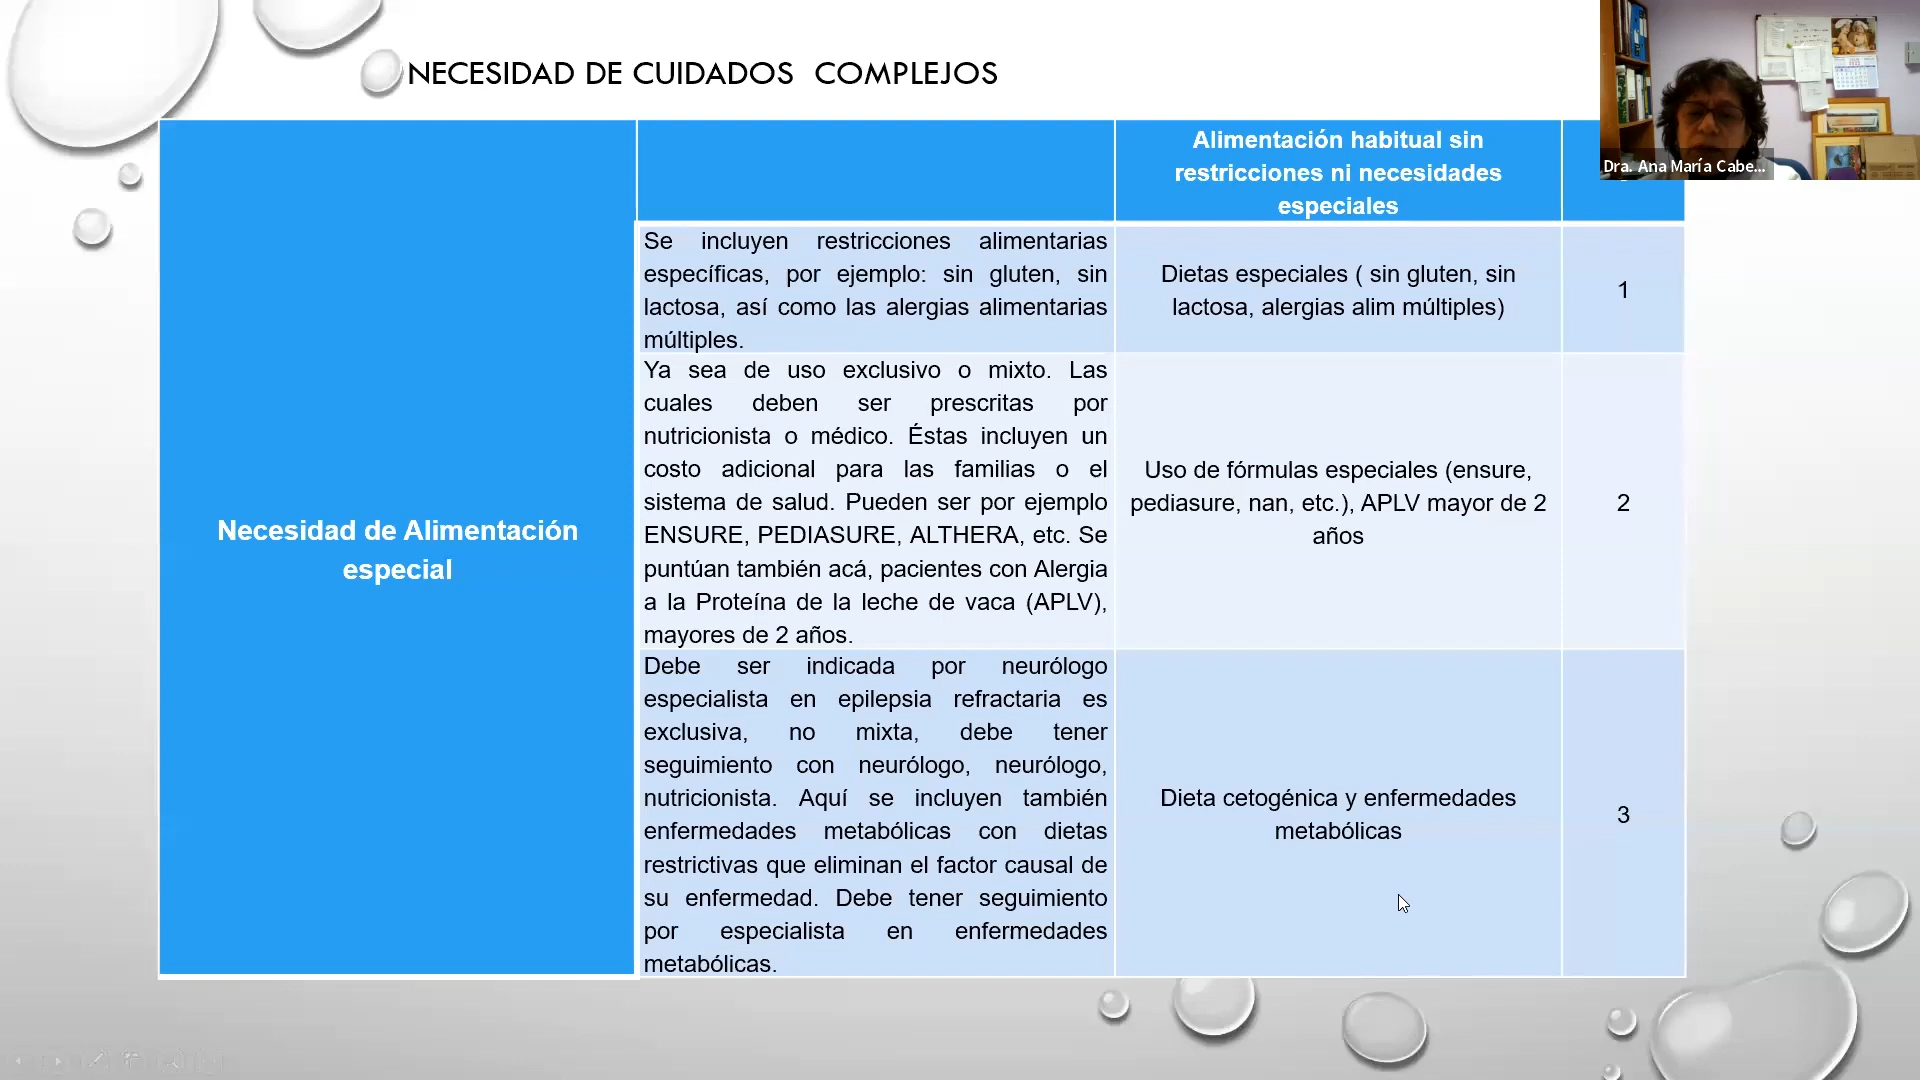 NECESIDAD DE CUIDADOS COMPLEJOS
Alimentación habitual sin
restricciones ni necesidades
especiales
Dra. Ana María Cabe...
Necesidad de Alimentación
especial
Se incluyen restricciones alimentarias
específicas, por ejemplo: sin gluten, sin
lactosa, así como las alergias alimentarias
múltiples.
Dietas especiales ( sin gluten, sin
lactosa, alergias alim múltiples)
1
Ya sea de uso exclusivo o mixto. Las
cuales deben ser prescritas por
nutricionista o médico. Éstas incluyen un
costo adicional para las familias o el
sistema de salud. Pueden ser por ejemplo
ENSURE, PEDIASURE, ALTHERA, etc. Se
puntúan también acá, pacientes con Alergia
a la Proteína de la leche de vaca (APLV),
mayores de 2 años.
Uso de fórmulas especiales (ensure,
pediasure, nan, etc.), APLV mayor de 2
años
2
Debe ser indicada por neurólogo
especialista en epilepsia refractaria es
exclusiva, no mixta, debe tener
seguimiento con neurólogo, neurólogo,
nutricionista. Aquí se incluyen también
enfermedades metabólicas con dietas
restrictivas que eliminan el factor causal de
su enfermedad. Debe tener seguimiento
por especialista en enfermedades
metabólicas.
Dieta cetogénica y enfermedades
metabólicas
3